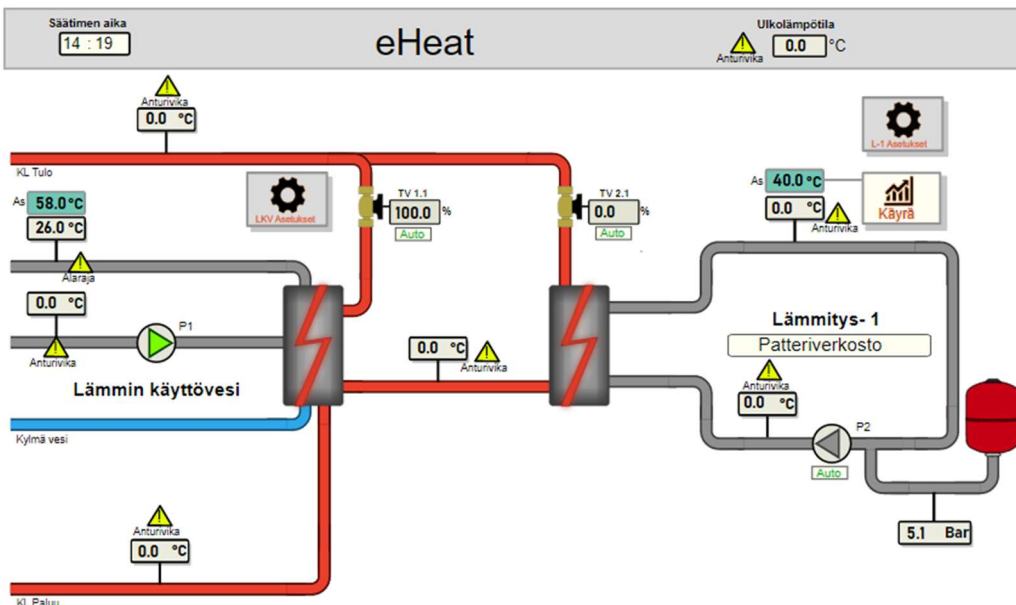 Säätimen aika
14 : 19
eHeat
Ulkolämpötila
Anturivika
0.0 °C
Anturivika
0.0 °C
L-1 Asetukset
KL Tulo
As 58.0°C
26.0°C
LKV Asetukset
TV 1.1
100.0 %
Auto
TV 2.1
0.0 %
Auto
As 40.0°C
0.0 °C
Anturivika
Käyrä
Alaraja
0.0 °C
Anturivika
P1
Lämmin käyttövesi
Kylmä vesi
0.0 °C
Anturivika
Lämmitys- 1
Patteriverkosto
Anturivika
0.0 °C
P2
Auto
5.1 Bar
Anturivika
0.0 °C
KL Paluu